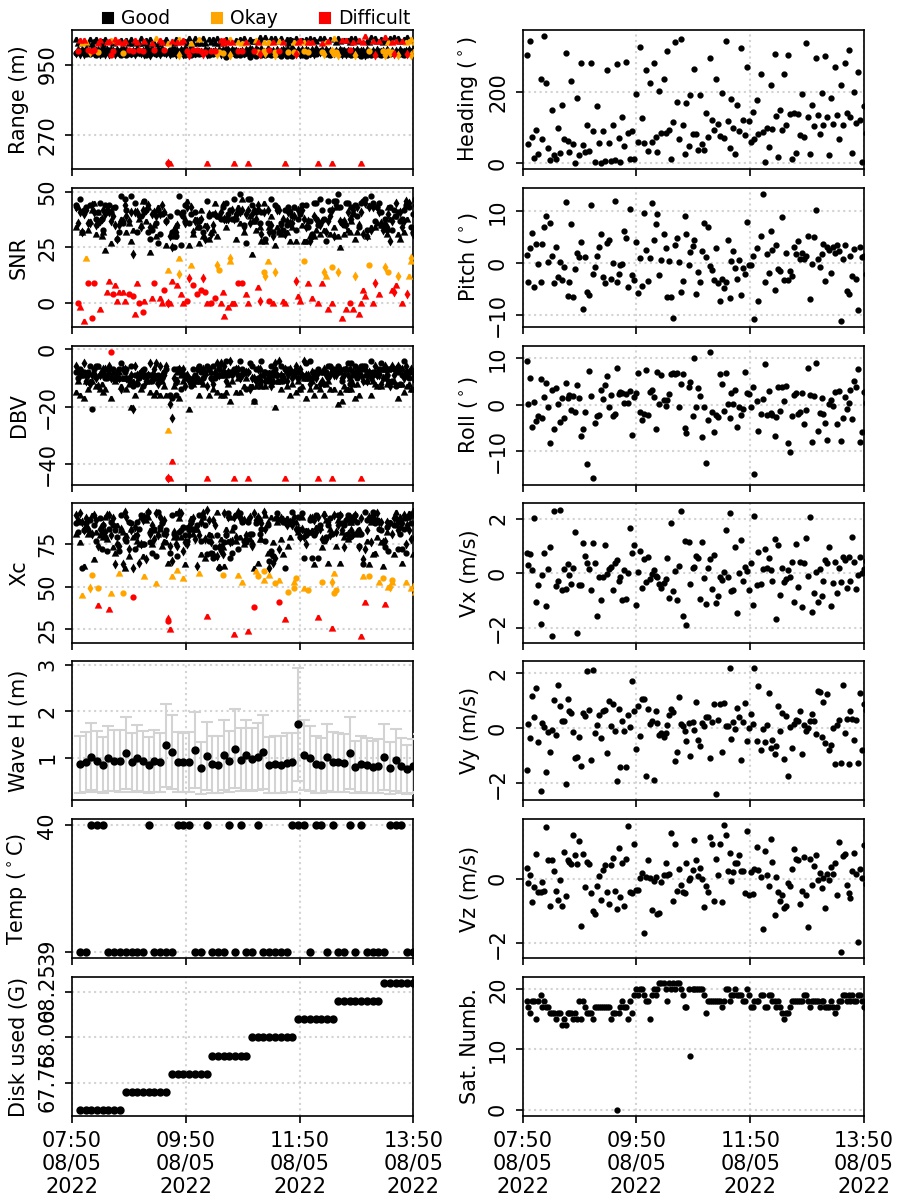 Good Okay Difficult
Range (m)
950
270
Heading (°)
200
0
SNR
50
25
0
Pitch (°)
10
0
−10
DBV
0
−20
−40
Roll (°)
10
0
−10
Xc
75
50
25
Vx (m/s)
2
0
−2
Wave H (m)
3
2
1
Vy (m/s)
2
0
−2
Temp (°C)
40
39
Vz (m/s)
0
−2
Disk used (G)
68.25
68.00
67.75
Sat. Numb.
20
10
0
07:50 09:50 11:50 13:50
08/05 08/05 08/05 08/05
2022 2022 2022 2022
07:50 09:50 11:50 13:50
08/05 08/05 08/05 08/05
2022 2022 2022 2022